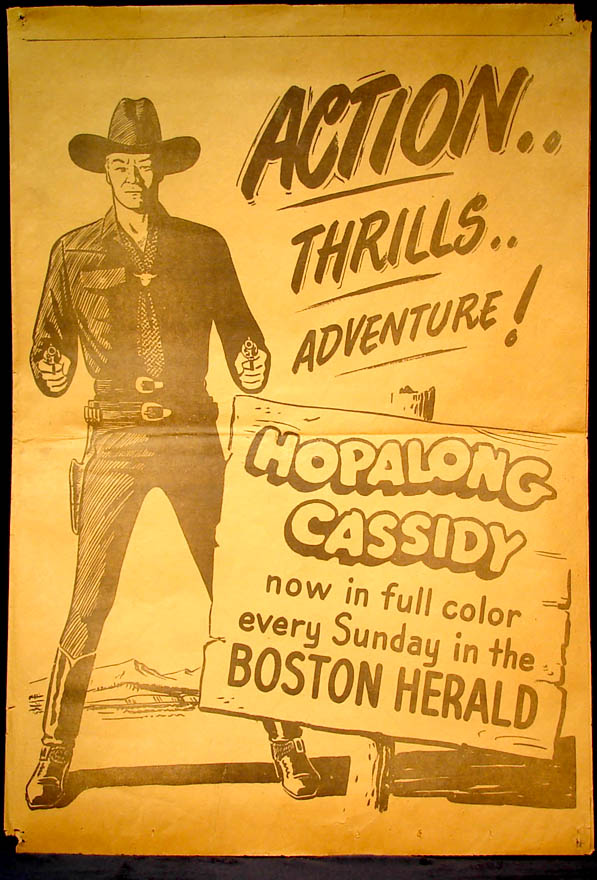 ACTION..
THRILLS..
ADVENTURE!
HOPALONG
CASSIDY
now in full color
every Sunday in the
BOSTON HERALD